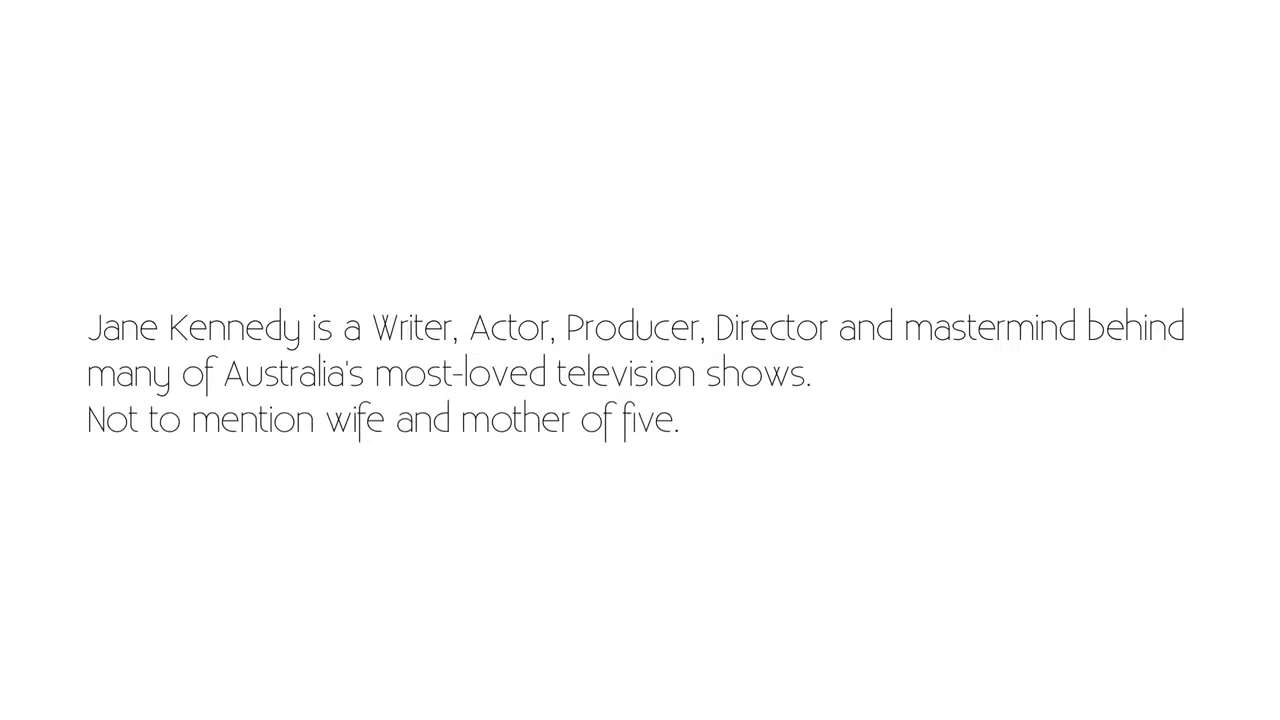 Jane Kennedy is a Writer, Actor, Producer, Director and mastermind behind
many of Australia's most-loved television shows.
Not to mention wife and mother of five.